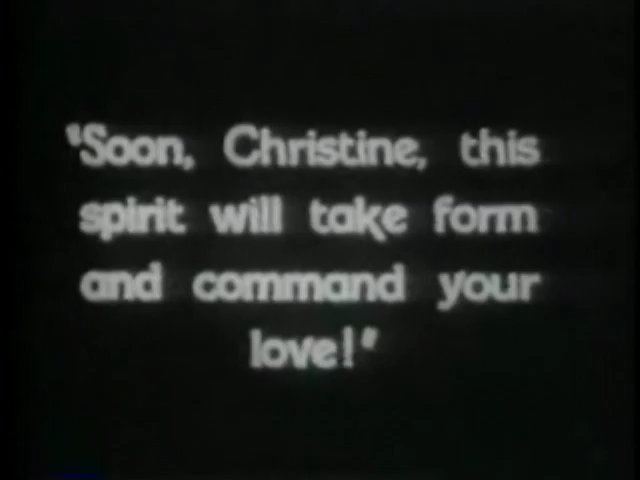 "Soon, Christine, this
spirit will take form
and command your
love!"